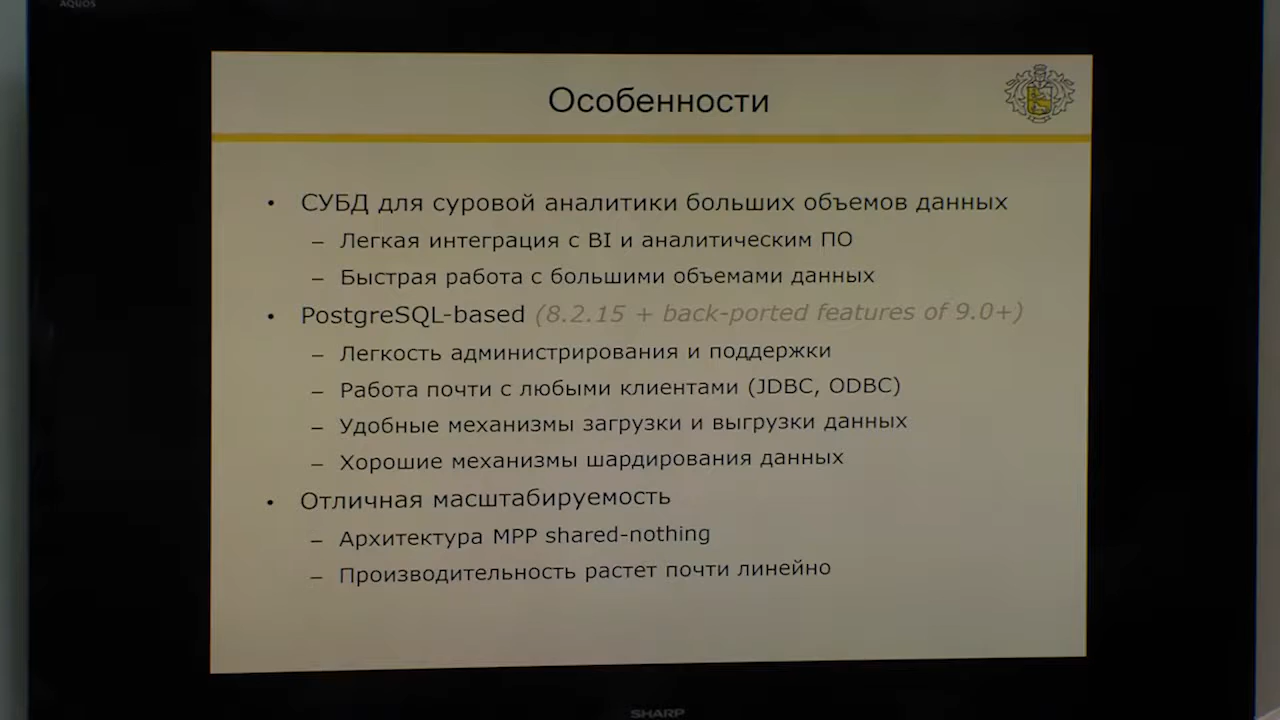 AQUOS
Особенности
• СУБД для суровой аналитики больших объемов данных
– Легкая интеграция с BI и аналитическим ПО
– Быстрая работа с большими объемами данных
• PostgreSQL-based (8.2.15 + back-ported features of 9.0+)
– Легкость администрирования и поддержки
– Работа почти с любыми клиентами (JDBC, ODBC)
– Удобные механизмы загрузки и выгрузки данных
– Хорошие механизмы шардирования данных
• Отличная масштабируемость
– Архитектура MPP shared-nothing
– Производительность растет почти линейно
SHARP